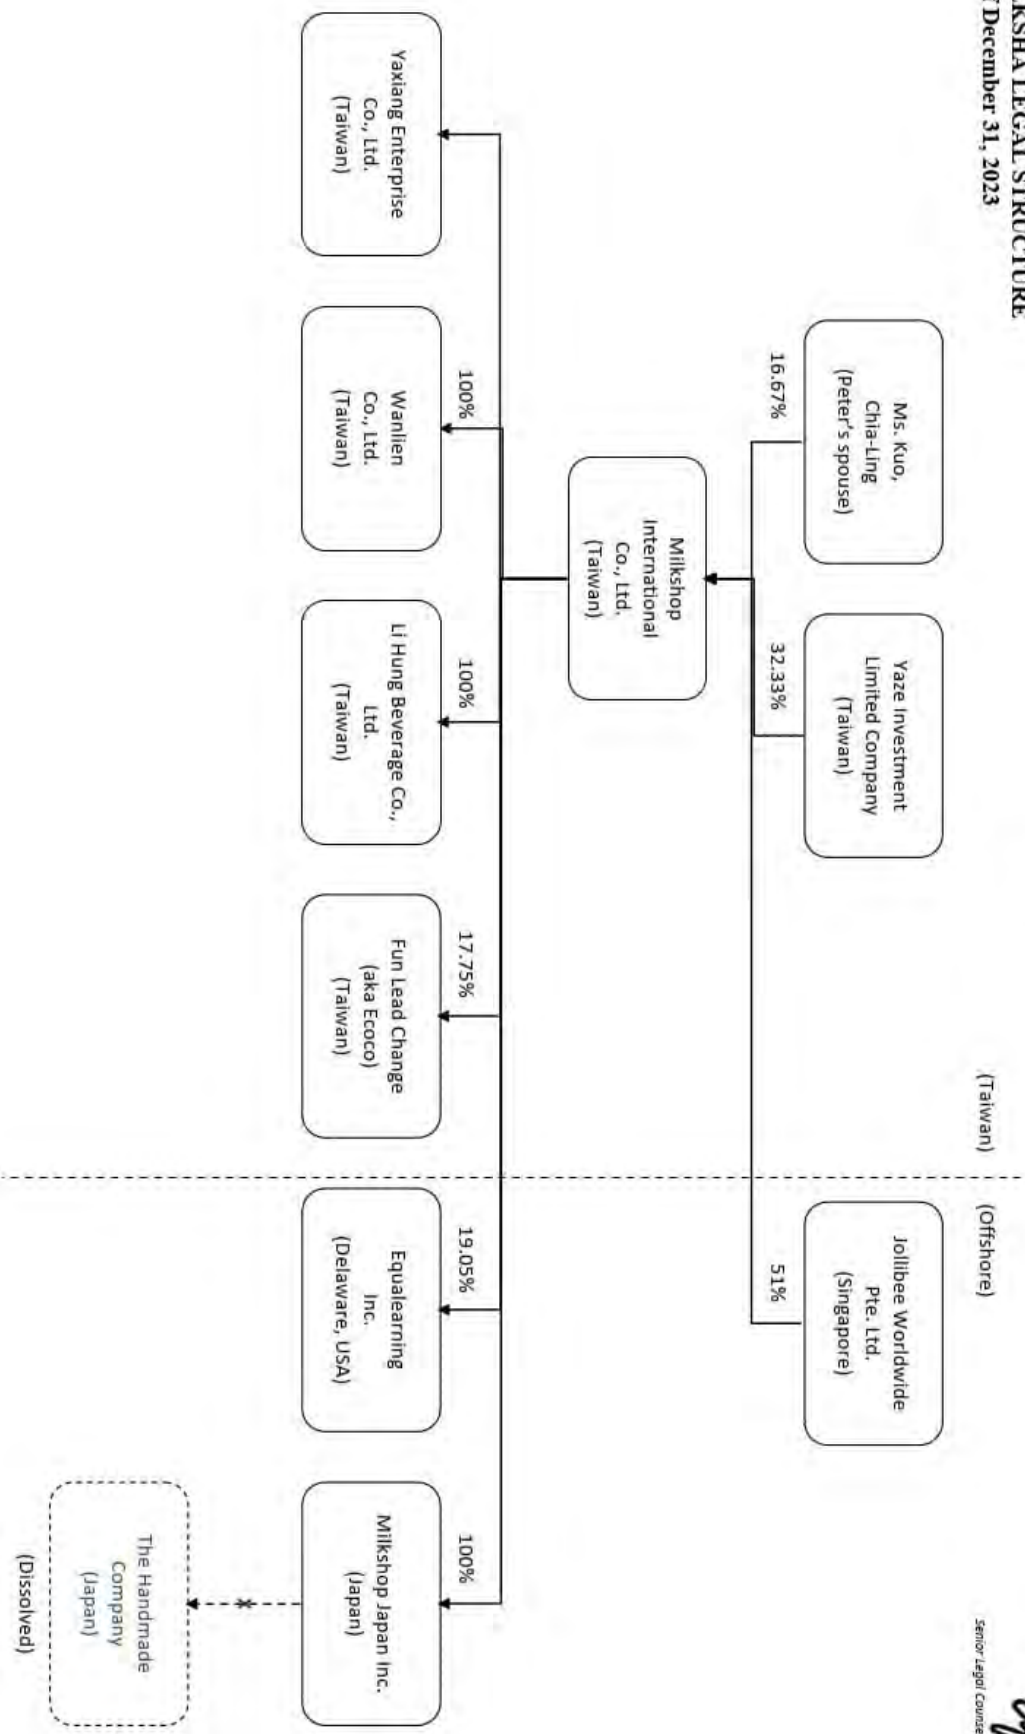 LEGAL STRUCTURE
December 31, 2023
Senior Legal
(Taiwan)
(Offshore)
Ms. Kuo,
Chia-Ling
(Peter's spouse)
Yaze Investment
Limited Company
(Taiwan)
Jollibee Worldwide
Pte. Ltd.
(Singapore)
16.67%
32.33%
51%
Milkshop
International
Co., Ltd.
(Taiwan)
100%
100%
17.75%
19.05%
100%
Yaxiang Enterprise
Co., Ltd.
(Taiwan)
Wanlien
Co., Ltd.
(Taiwan)
Li Hung Beverage Co.,
Ltd.
(Taiwan)
Fun Lead Change
(aka Ecoco)
(Taiwan)
Equalearning
Inc.
(Delaware, USA)
Milkshop Japan Inc.
(Japan)
The Handmade
Company
(Japan)
(Dissolved)